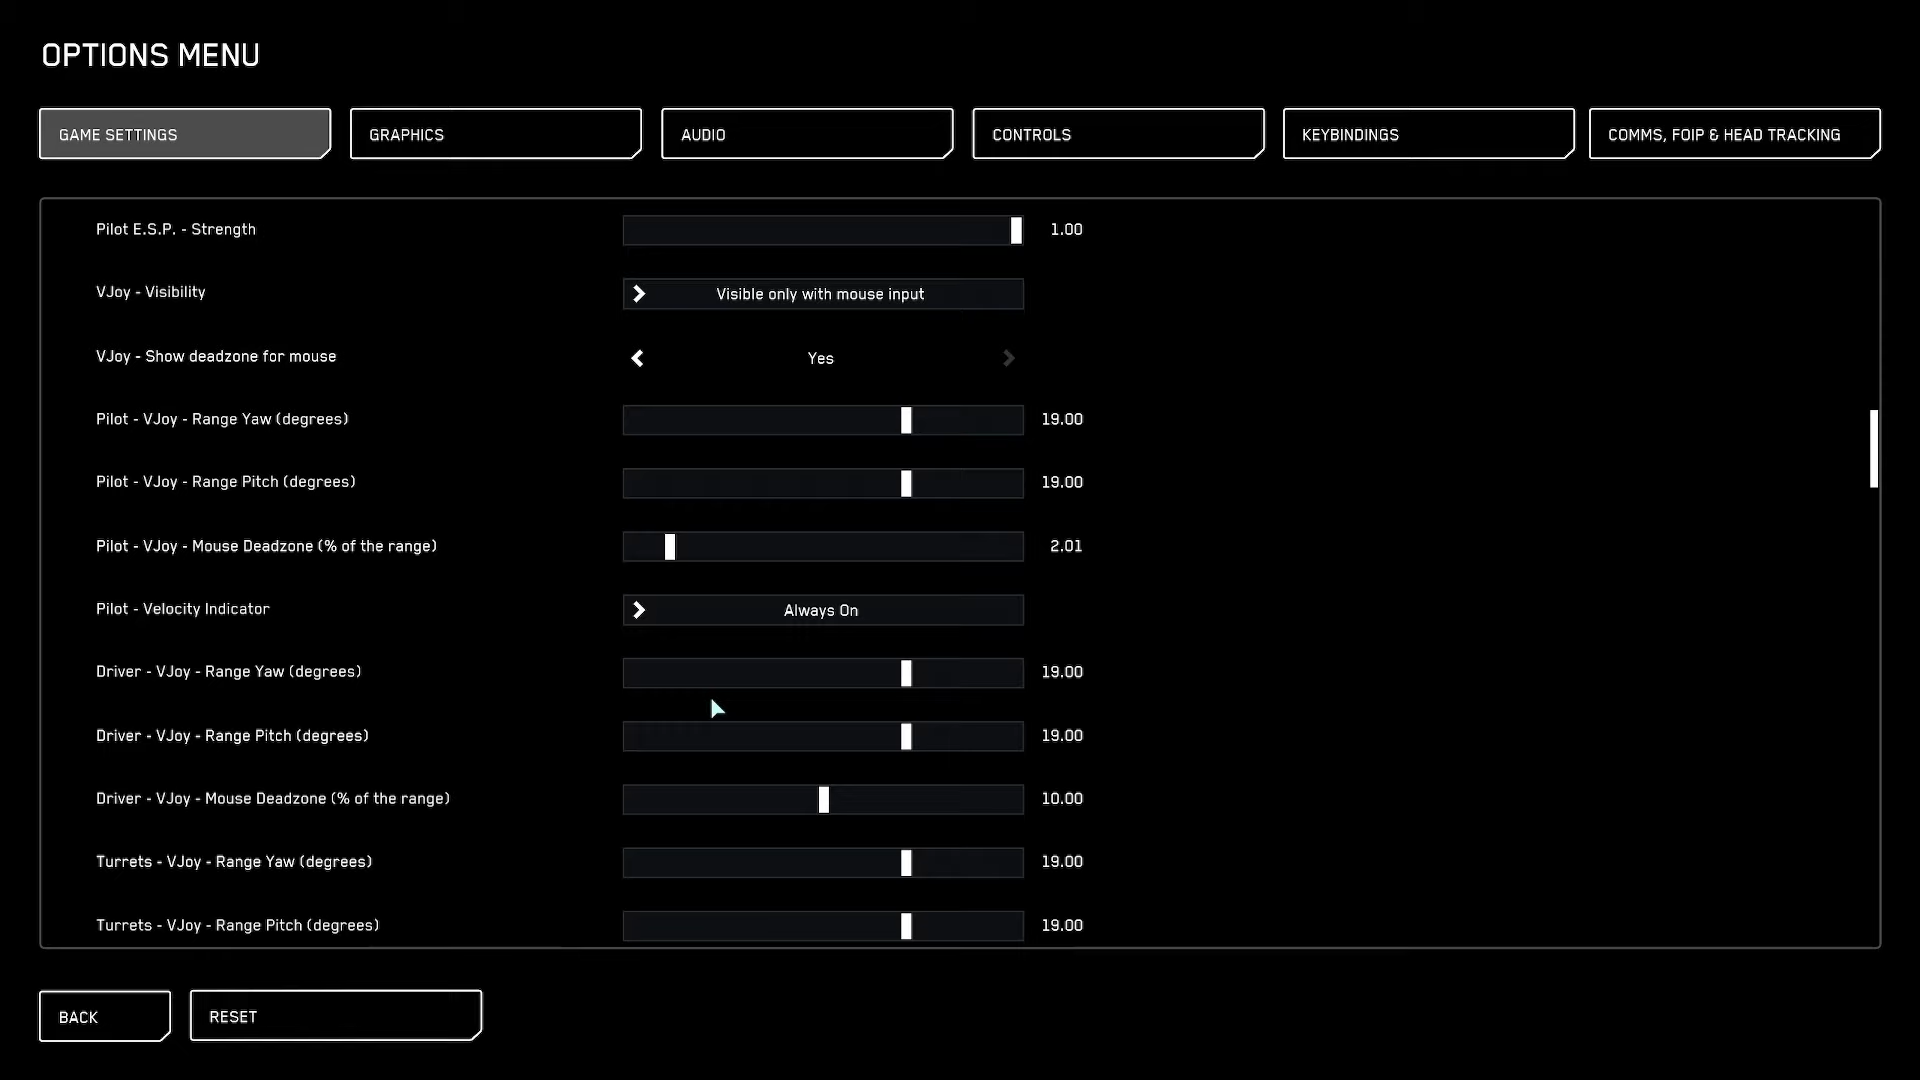 OPTIONS MENU
GAME SETTINGS GRAPHICS AUDIO CONTROLS KEYBINDINGS COMMS, FOIP & HEAD TRACKING
Pilot E.S.P. - Strength 1.00
VJoy - Visibility Visible only with mouse input
VJoy - Show deadzone for mouse Yes
Pilot - VJoy - Range Yaw (degrees) 19.00
Pilot - VJoy - Range Pitch (degrees) 19.00
Pilot - VJoy - Mouse Deadzone (% of the range) 2.01
Pilot - Velocity Indicator Always On
Driver - VJoy - Range Yaw (degrees) 19.00
Driver - VJoy - Range Pitch (degrees) 19.00
Driver - VJoy - Mouse Deadzone (% of the range) 10.00
Turrets - VJoy - Range Yaw (degrees) 19.00
Turrets - VJoy - Range Pitch (degrees) 19.00
BACK RESET